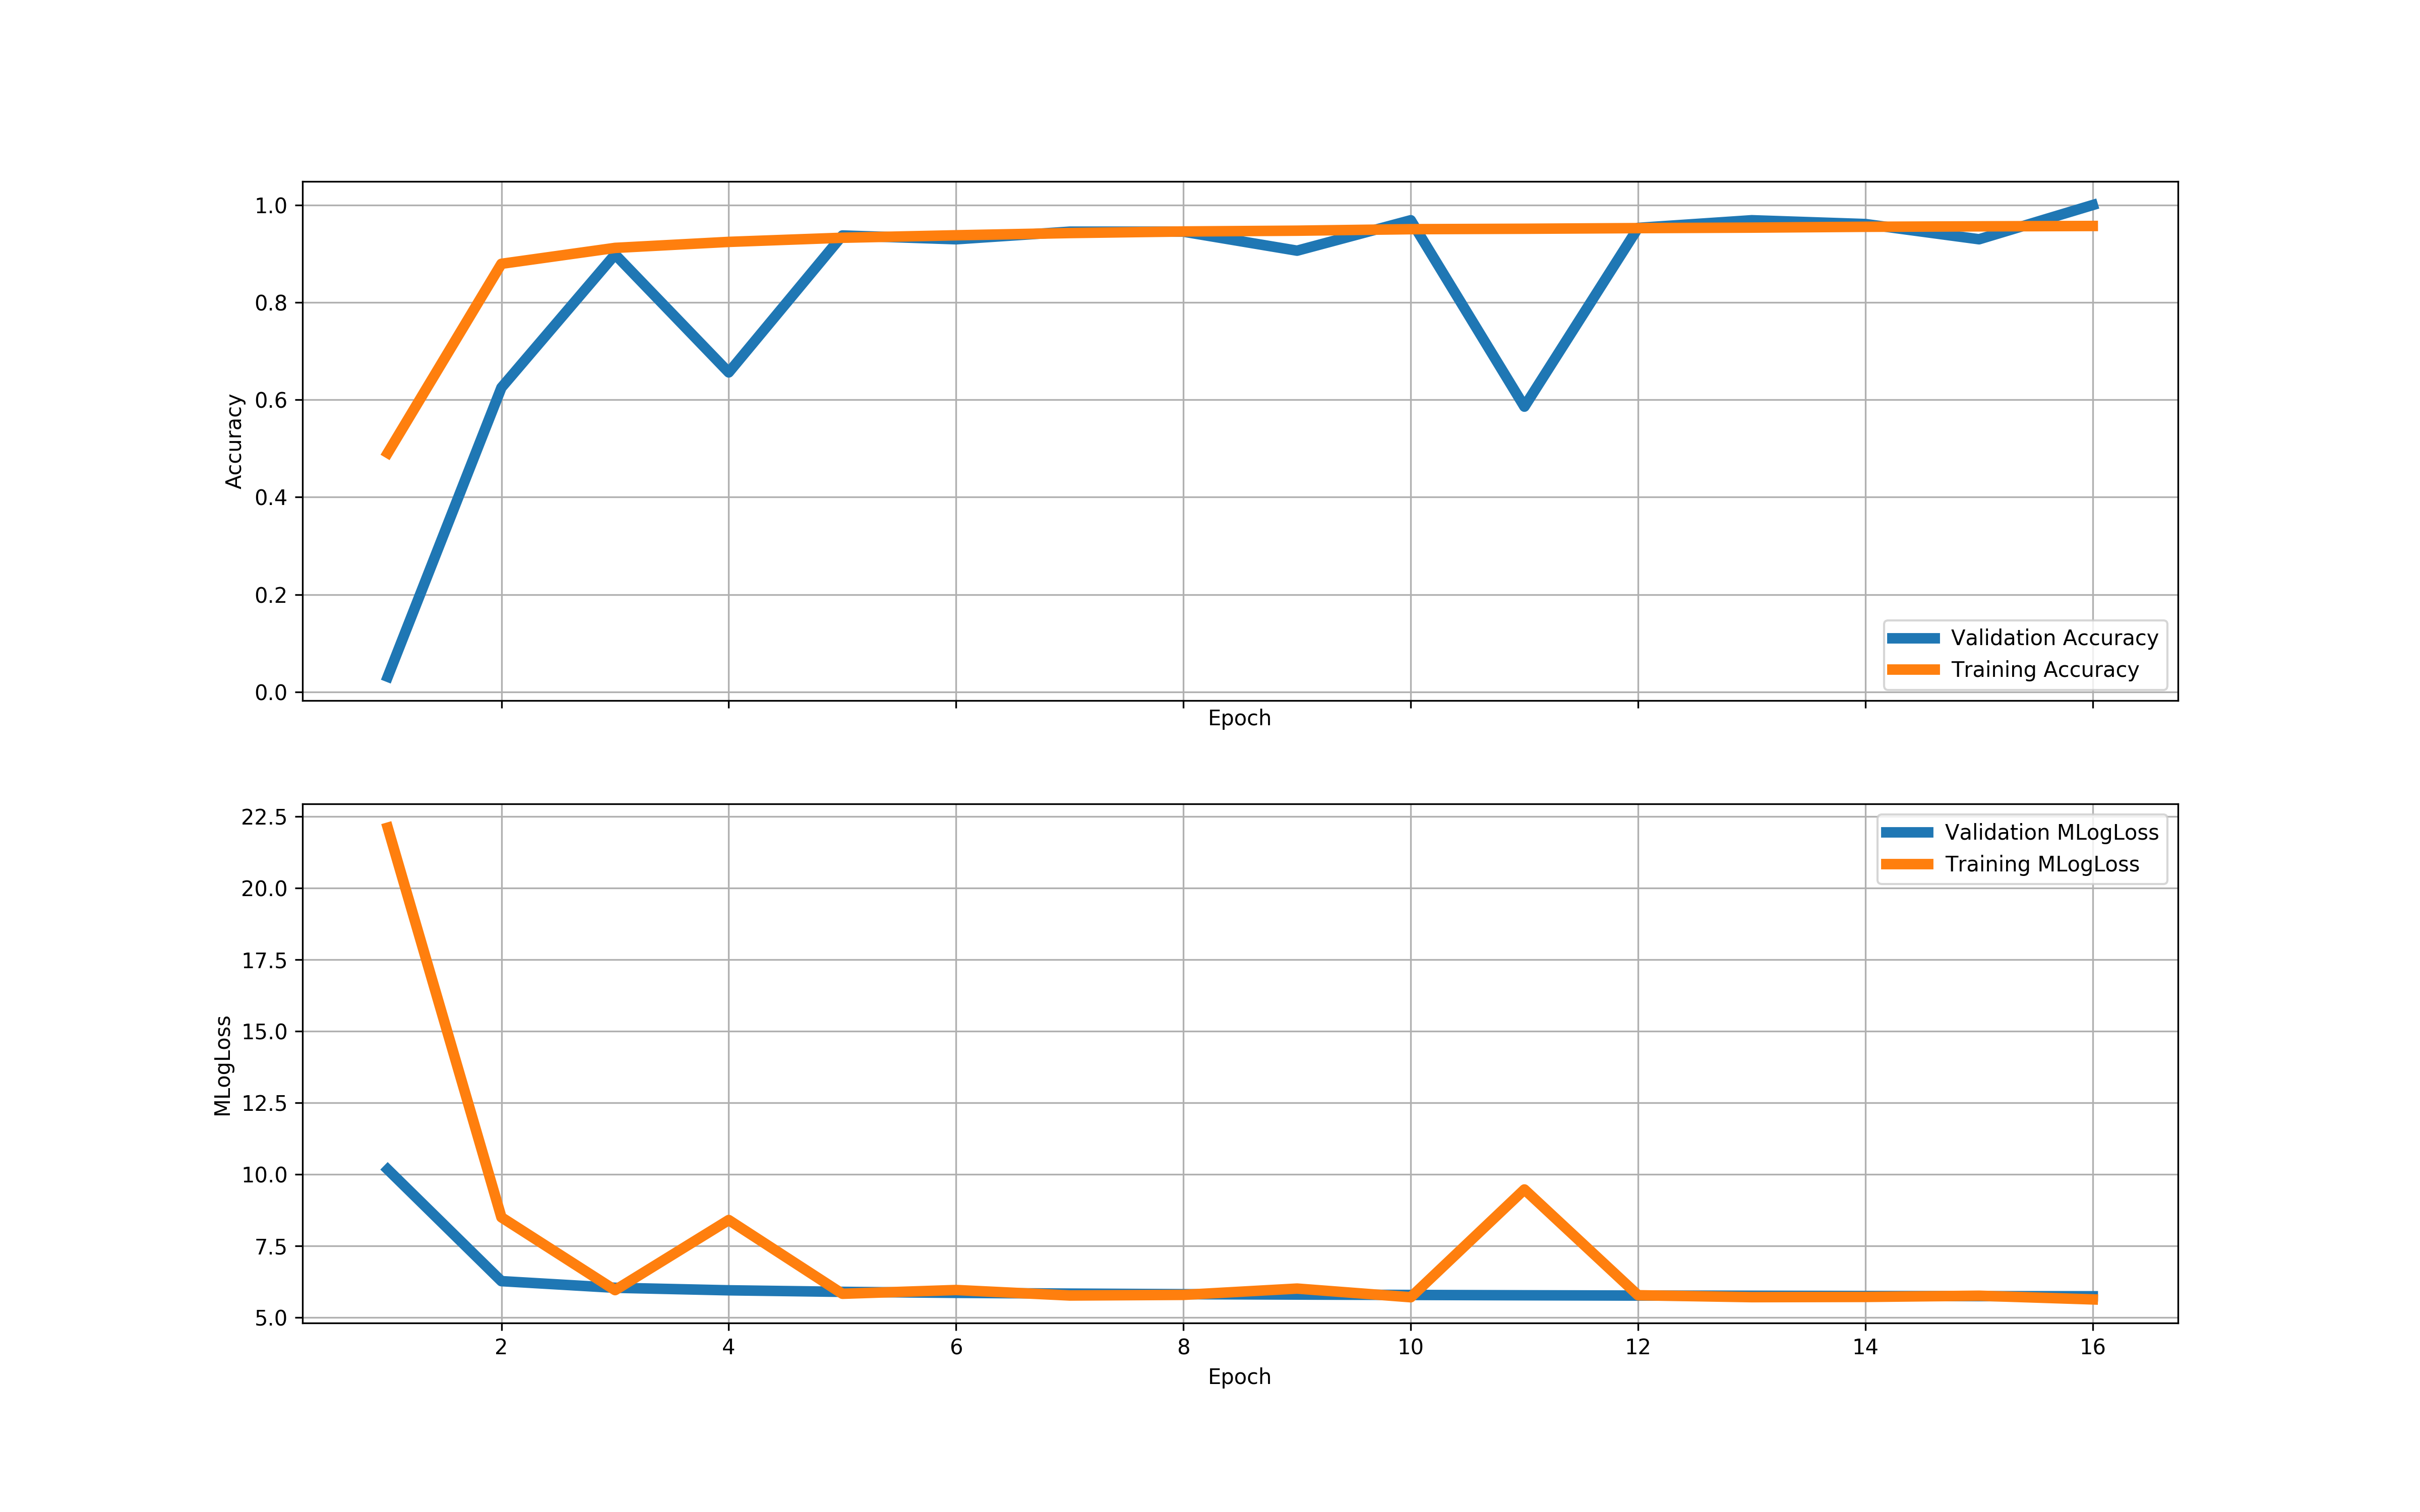 1.0
0.8
0.6
0.4
0.2
0.0
Accuracy
Validation Accuracy
Training Accuracy
Epoch
22.5
20.0
17.5
15.0
12.5
10.0
7.5
5.0
MLogLoss
Validation MLogLoss
Training MLogLoss
2 4 6 8 10 12 14 16
Epoch